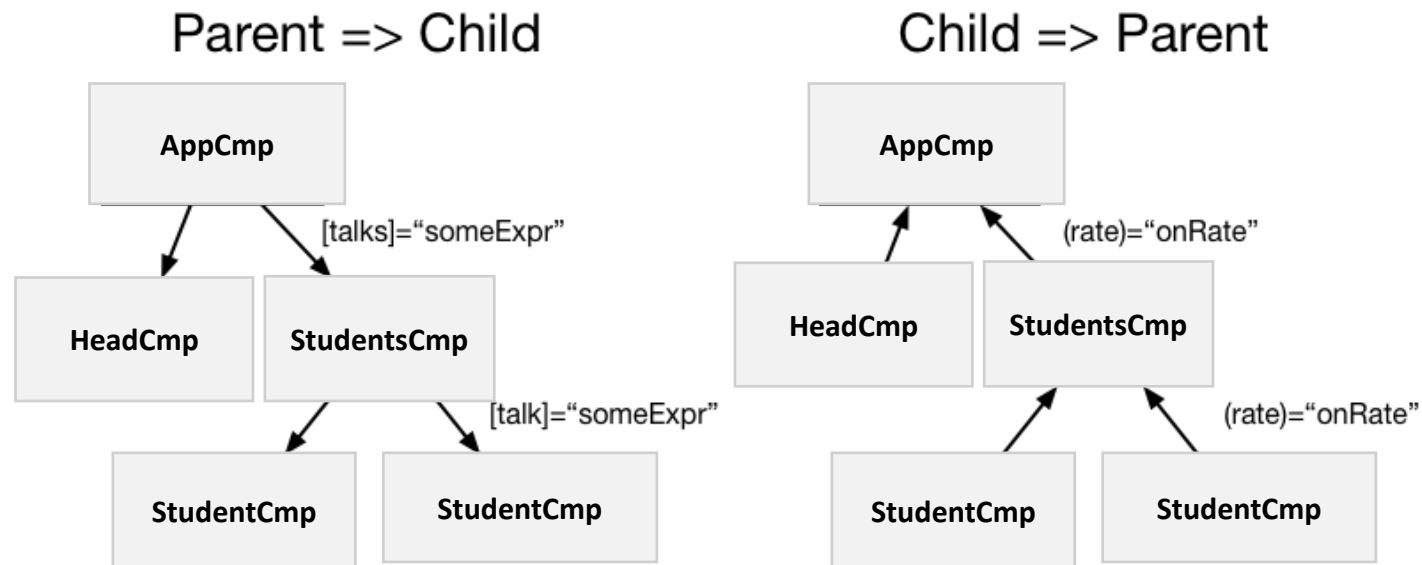 Parent => Child
AppCmp
[talks]=“someExpr”
HeadCmp
StudentsCmp
[talk]=“someExpr”
StudentCmp
StudentCmp
Child => Parent
AppCmp
(rate)=“onRate”
HeadCmp
StudentsCmp
(rate)=“onRate”
StudentCmp
StudentCmp